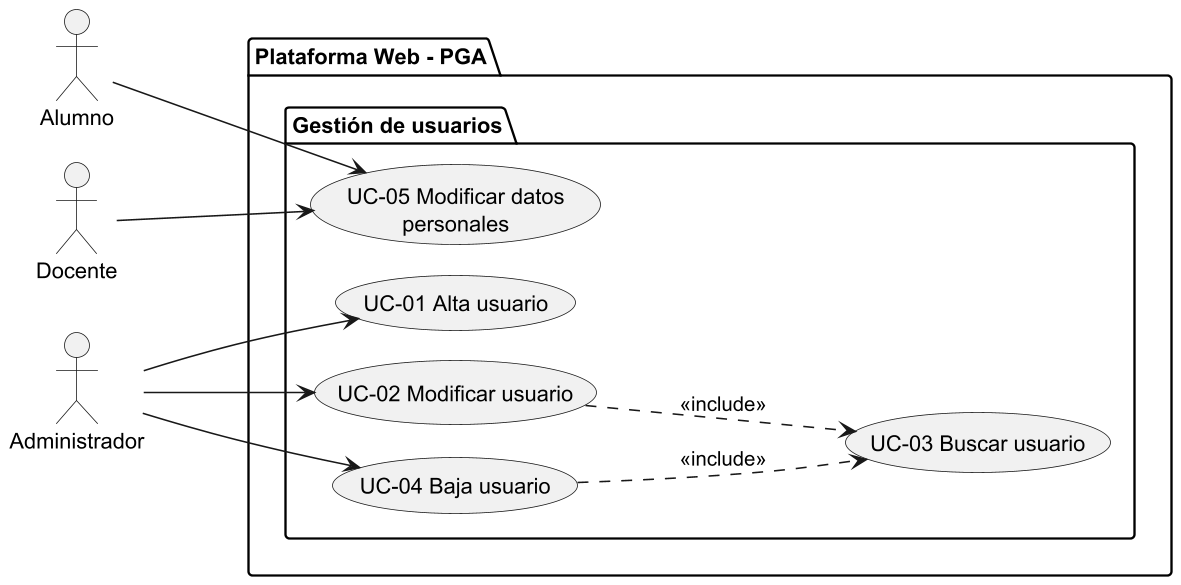 Plataforma Web - PGA
Alumno
Gestión de usuarios
UC-05 Modificar datos
personales
Docente
UC-01 Alta usuario
Administrador
UC-02 Modificar usuario
«include»
UC-03 Buscar usuario
«include»
UC-04 Baja usuario